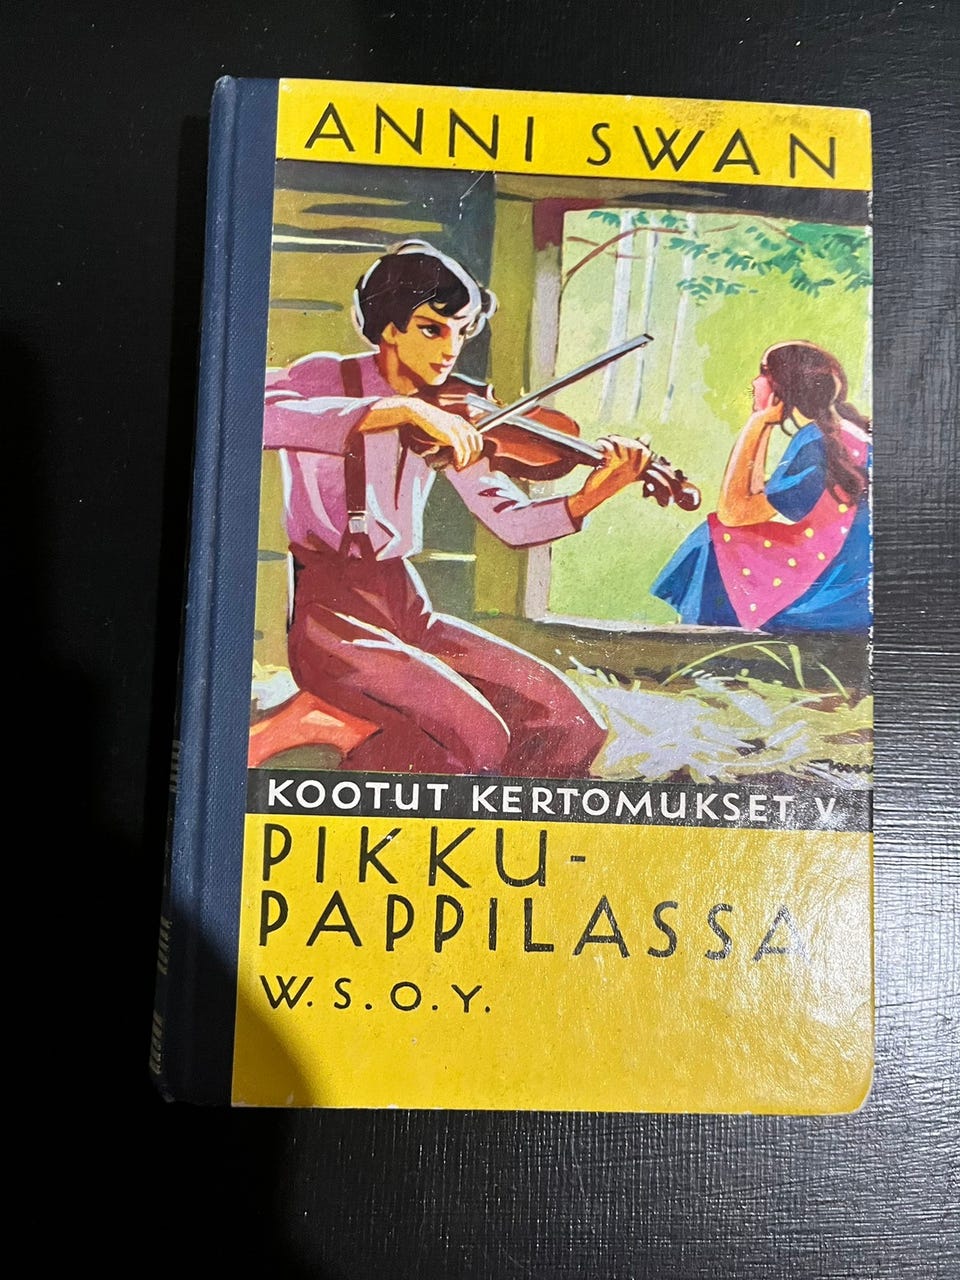 ANNI SWAN
KOOTUT KERTOMUKSET V
PIKKU-
PAPPILASSA
W.S.O.Y.